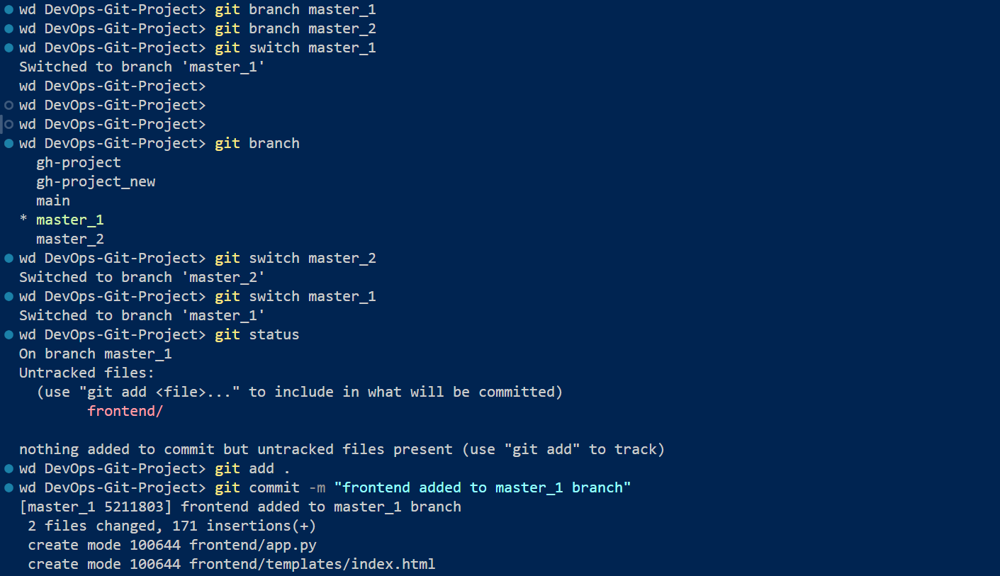 wd DevOps-Git-Project> git branch master_1
wd DevOps-Git-Project> git branch master_2
wd DevOps-Git-Project> git switch master_1
Switched to branch 'master_1'
wd DevOps-Git-Project>
wd DevOps-Git-Project>
wd DevOps-Git-Project>
wd DevOps-Git-Project> git branch
  gh-project
  gh-project_new
  main
* master_1
  master_2
wd DevOps-Git-Project> git switch master_2
Switched to branch 'master_2'
wd DevOps-Git-Project> git switch master_1
Switched to branch 'master_1'
wd DevOps-Git-Project> git status
On branch master_1
Untracked files:
  (use "git add <file>..." to include in what will be committed)
        frontend/
nothing added to commit but untracked files present (use "git add" to track)
wd DevOps-Git-Project> git add .
wd DevOps-Git-Project> git commit -m "frontend added to master_1 branch"
[master_1 5211803] frontend added to master_1 branch
 2 files changed, 171 insertions(+)
 create mode 100644 frontend/app.py
 create mode 100644 frontend/templates/index.html